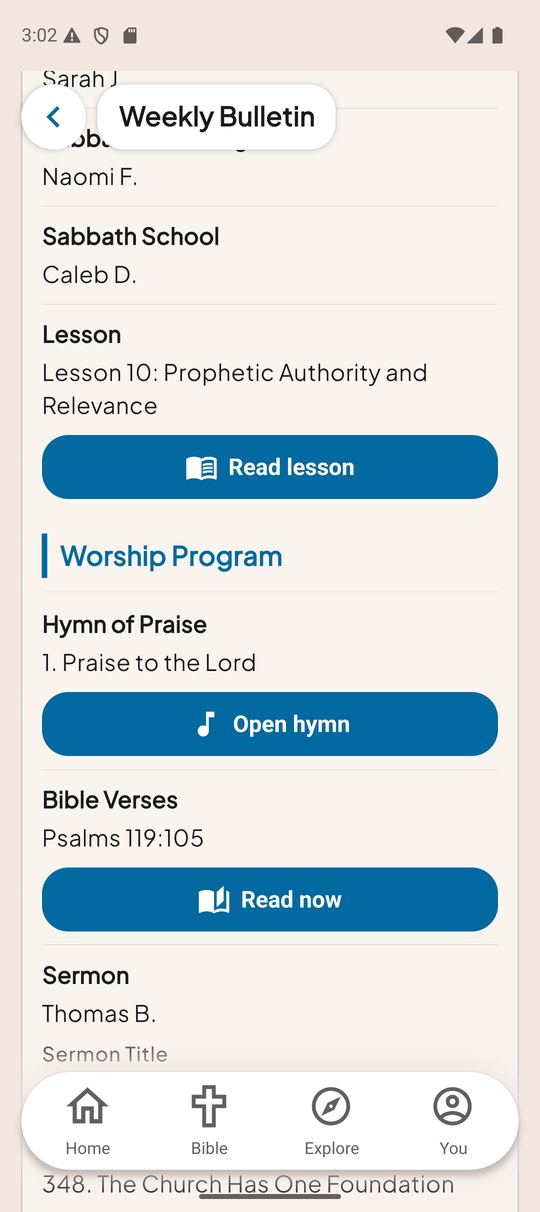 3:02
Sarah J
Weekly Bulletin
Naomi F.
Sabbath School
Caleb D.
Lesson
Lesson 10: Prophetic Authority and
Relevance
Read lesson
Worship Program
Hymn of Praise
1. Praise to the Lord
Open hymn
Bible Verses
Psalms 119:105
Read now
Sermon
Thomas B.
Sermon Title
Home
Bible
Explore
You
348. The Church Has One Foundation